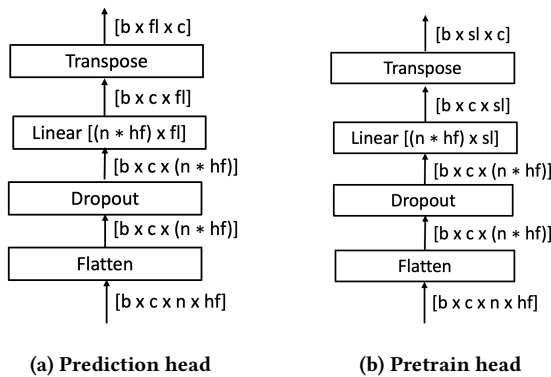 [b x fl x c]
Transpose
[b x c x fl]
Linear [(n * hf) x fl]
[b x c x (n * hf)]
Dropout
[b x c x (n * hf)]
Flatten
[b x c x n x hf]
(a) Prediction head
[b x sl x c]
Transpose
[b x c x sl]
Linear [(n * hf) x sl]
[b x c x (n * hf)]
Dropout
[b x c x (n * hf)]
Flatten
[b x c x n x hf]
(b) Pretrain head